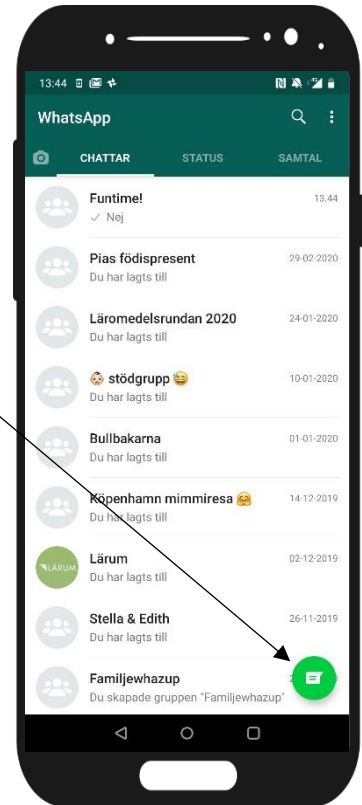 13:44
WhatsApp
CHATTAR STATUS SAMTAL
Funtime! 13.44
Nej
Pias födispresent 29-02-2020
Du har lagts till
Läromedelsrundan 2020 24-01-2020
Du har lagts till
👶 stödgrupp 😅 10-01-2020
Du har lagts till
Bullbakarna 01-01-2020
Du har lagts till
Köpenhamn mimmiresa 🤗 14-12-2019
Du har lagts till
LÄRUM
Lärum 02-12-2019
Du har lagts till
Stella & Edith 26-11-2019
Du har lagts till
Familjewhazup
Du skapade gruppen "Familjewhazup"